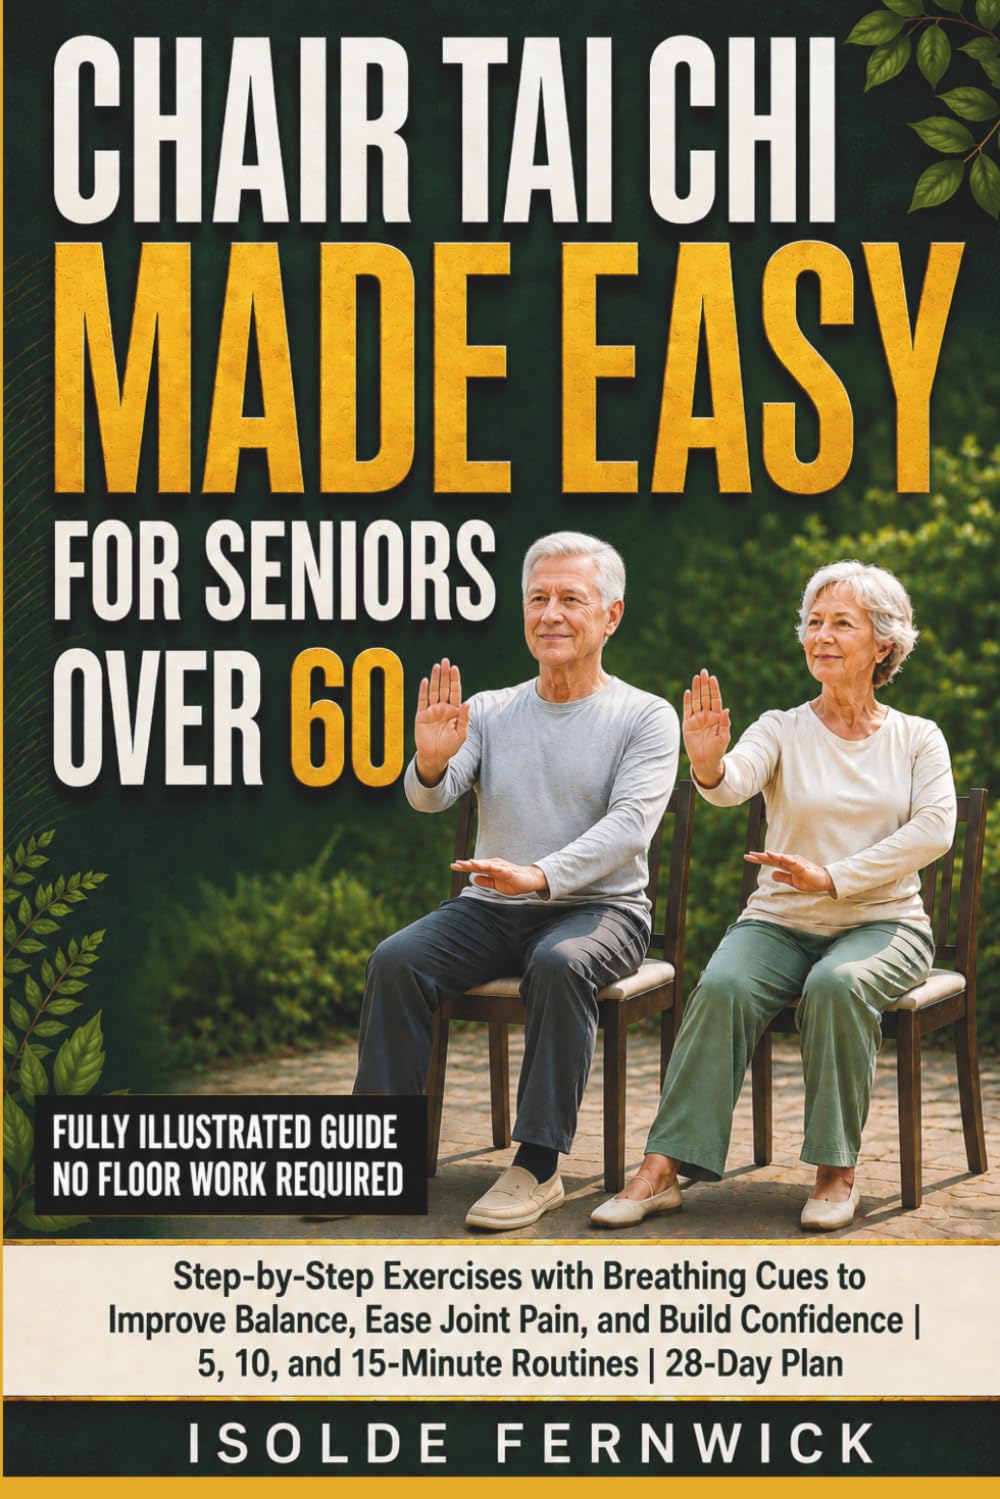 CHAIR TAI CHI
MADE EASY
FOR SENIORS
OVER 60
FULLY ILLUSTRATED GUIDE
NO FLOOR WORK REQUIRED
Step-by-Step Exercises with Breathing Cues to
Improve Balance, Ease Joint Pain, and Build Confidence |
5, 10, and 15-Minute Routines | 28-Day Plan
ISOLDE FERNWICK